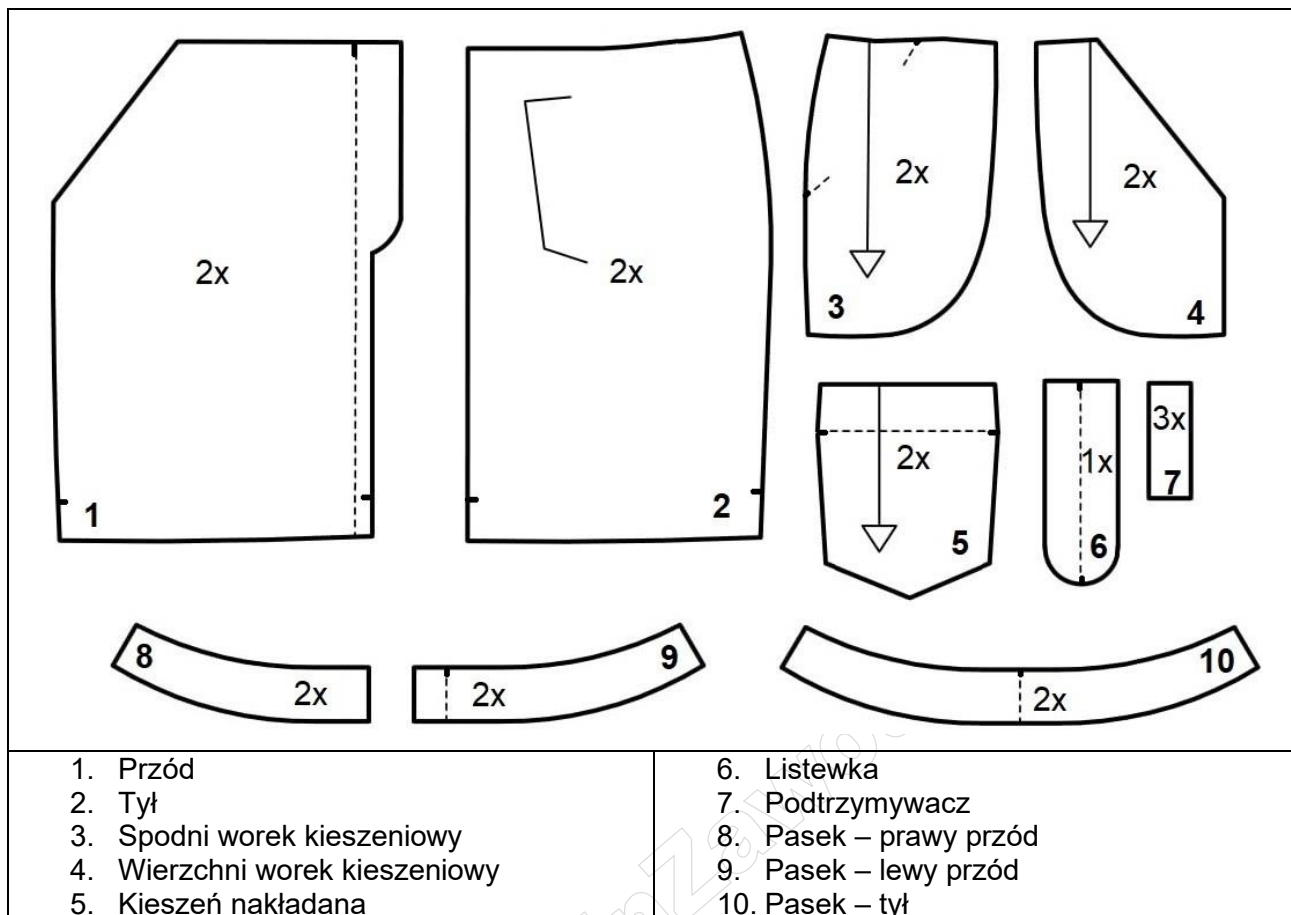 2x
1
2x
2
2x
3
2x
4
2x
5
1x
6
3x
7
8
2x
9
2x
10
2x
1. Przód
2. Tył
3. Spodni worek kieszeniowy
4. Wierzchni worek kieszeniowy
5. Kieszeń nakładana
6. Listewka
7. Podtrzymywacz
8. Pasek – prawy przód
9. Pasek – lewy przód
10. Pasek – tył